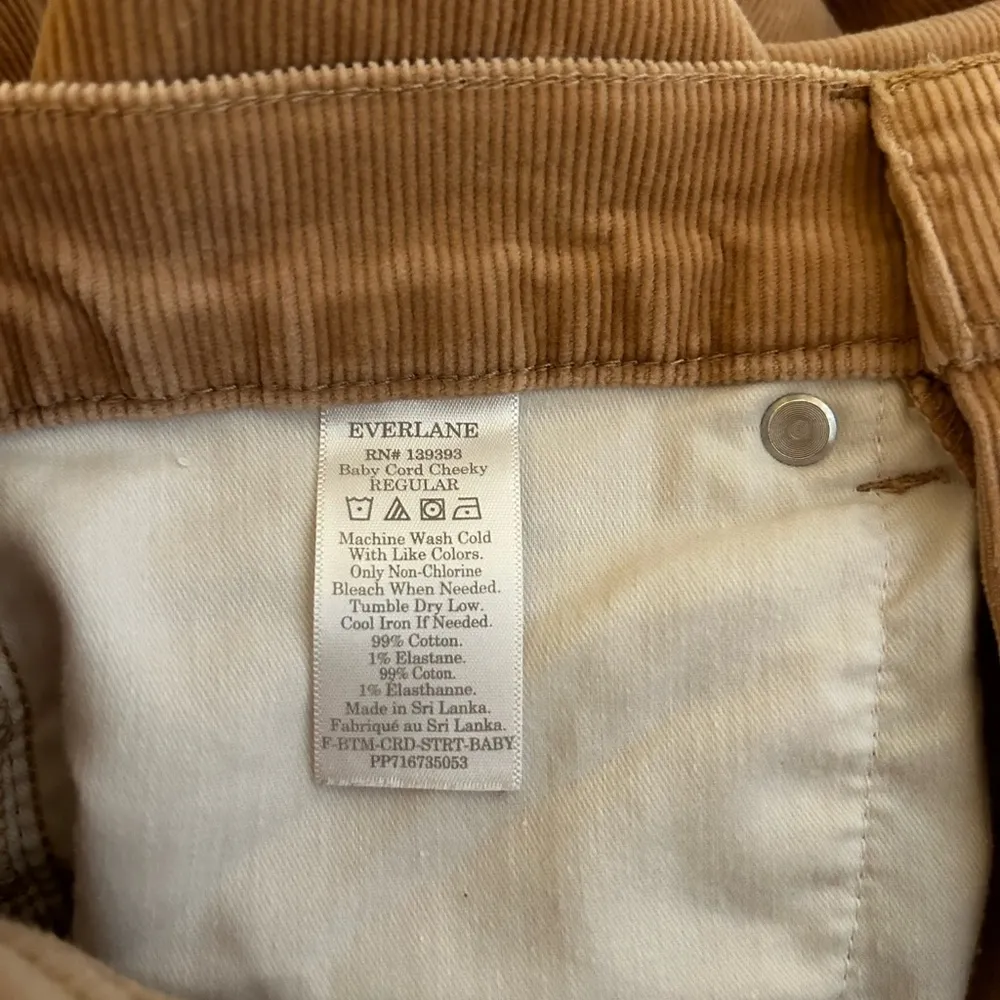 EVERLANE
RN# 139393
Baby Cord Cheeky
REGULAR
Machine Wash Cold
With Like Colors.
Only Non-Chlorine
Bleach When Needed.
Tumble Dry Low.
Cool Iron If Needed.
99% Cotton.
1% Elastane.
99% Coton.
1% Elasthanne.
Made in Sri Lanka.
Fabriqué au Sri Lanka.
F-BTM-CRD-STRT-BABY
PP716735053